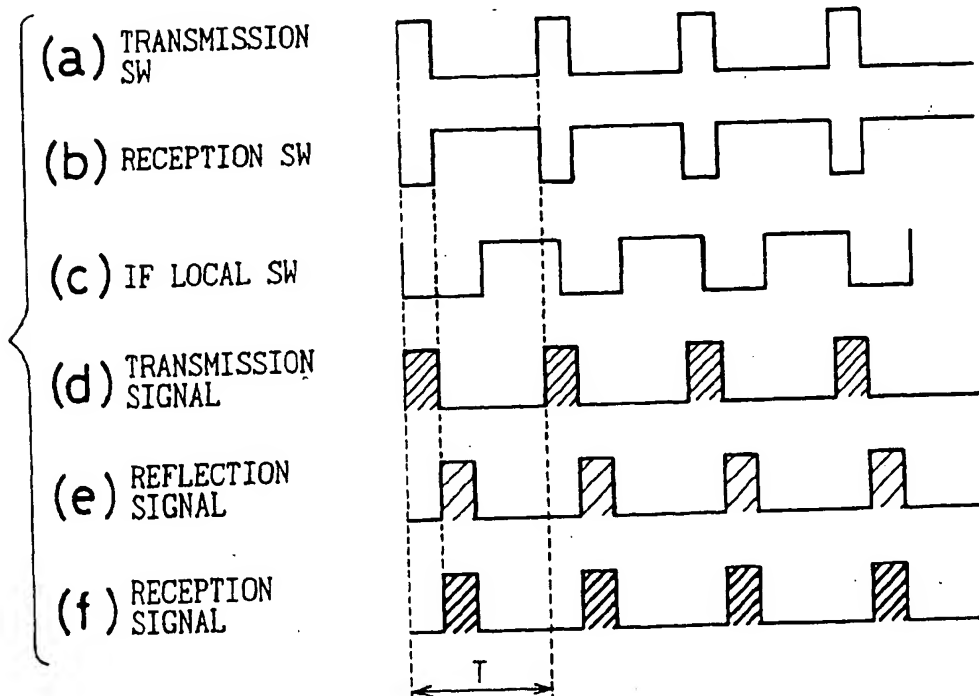 (a) TRANSMISSION
SW
(b) RECEPTION SW
(c) IF LOCAL SW
(d) TRANSMISSION
SIGNAL
(e) REFLECTION
SIGNAL
(f) RECEPTION
SIGNAL
T